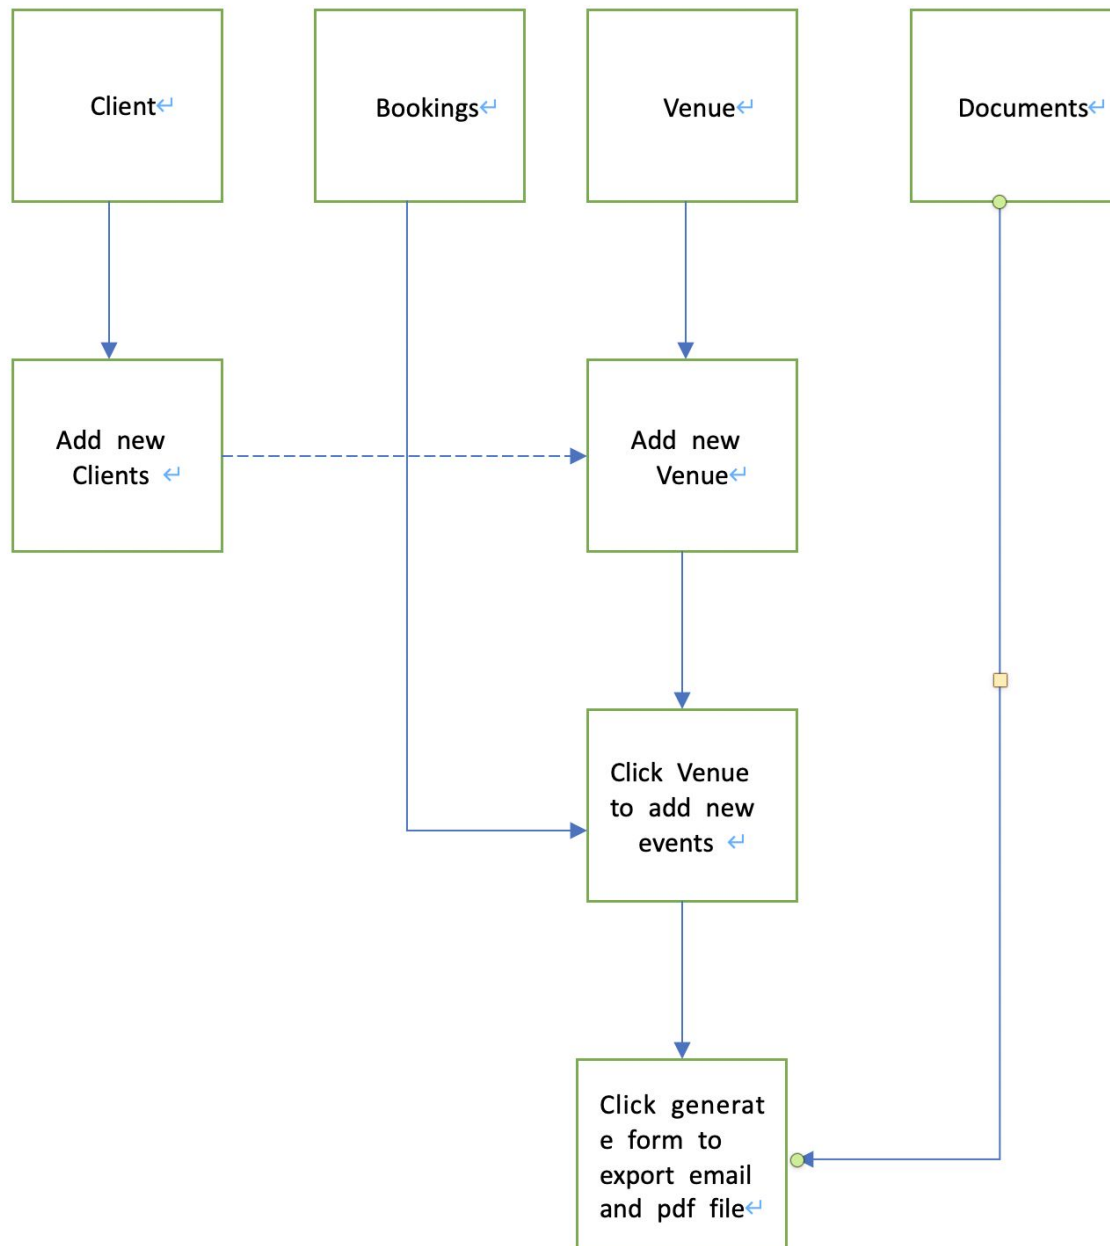 Client
Bookings
Venue
Documents
Add new
Clients
Add new
Venue
Click Venue
to add new
events
Click generat
e form to
export email
and pdf file